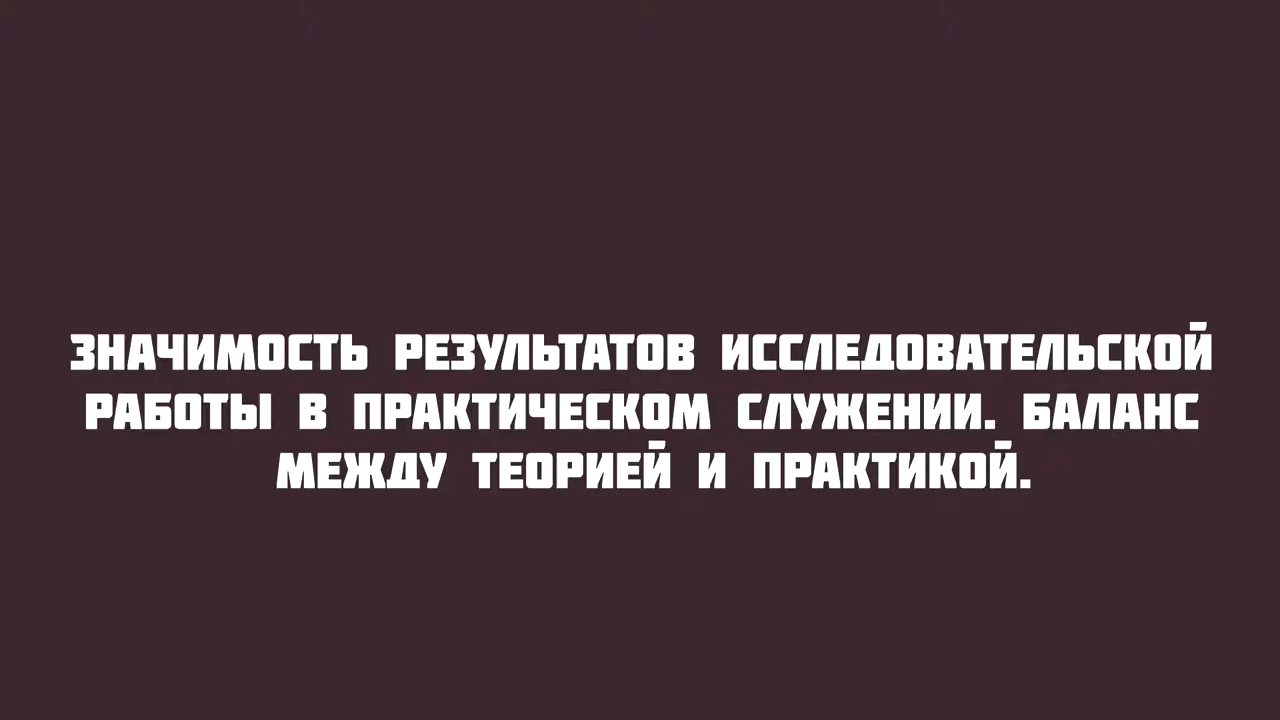 ЗНАЧИМОСТЬ РЕЗУЛЬТАТОВ ИССЛЕДОВАТЕЛЬСКОЙ
РАБОТЫ В ПРАКТИЧЕСКОМ СЛУЖЕНИИ. БАЛАНС
МЕЖДУ ТЕОРИЕЙ И ПРАКТИКОЙ.